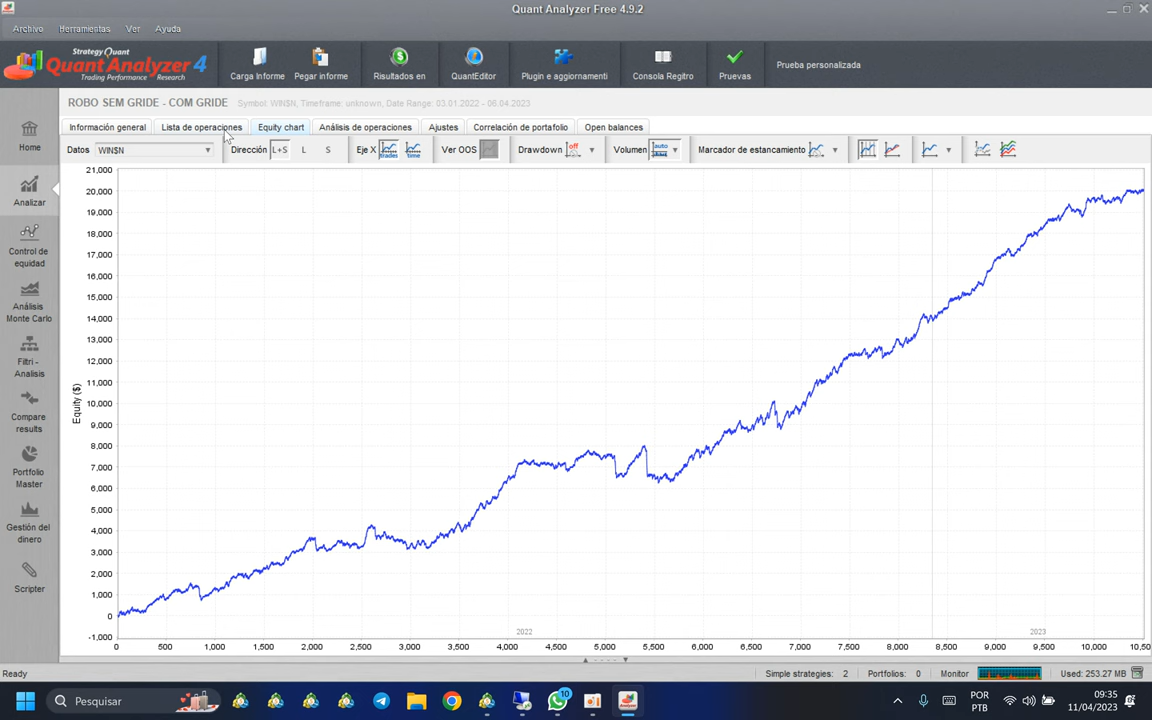 Quant Analyzer Free 4.9.2
Archivo Herramientas Ver Ayuda
StrategyQuant
QuantAnalyzer 4
Trading Performance Research
Carga Informe Pegar informe Risultados en QuantEditor Plugin e aggiornamenti Consola Regitro Pruevas Prueba personalizada
ROBO SEM GRIDE - COM GRIDE Symbol: WIN$N, Timeframe: unknown, Date Range: 03.01.2022 - 06.04.2023
Información general Lista de operaciones Equity chart Análisis de operaciones Ajustes Correlación de portafolio Open balances
Datos WIN$N Dirección L+S L S Eje X trades time Ver OOS Drawdown off Volumen auto Marcador de estancamiento
Home
Analizar
Control de
equidad
Análisis
Monte Carlo
Filtri -
Analisis
Compare
results
Portfolio
Master
Gestión del
dinero
Scripter
21,000
20,000
19,000
18,000
17,000
16,000
15,000
14,000
13,000
12,000
11,000
10,000
9,000
8,000
7,000
6,000
5,000
4,000
3,000
2,000
1,000
0
-1,000
Equity ($)
2022 2023
0 500 1,000 1,500 2,000 2,500 3,000 3,500 4,000 4,500 5,000 5,500 6,000 6,500 7,000 7,500 8,000 8,500 9,000 9,500 10,000 10,50
Ready Simple strategies: 2 Portfolios: 0 Monitor Used: 253.27 MB
Pesquisar 10 POR
PTB 09:35
11/04/2023